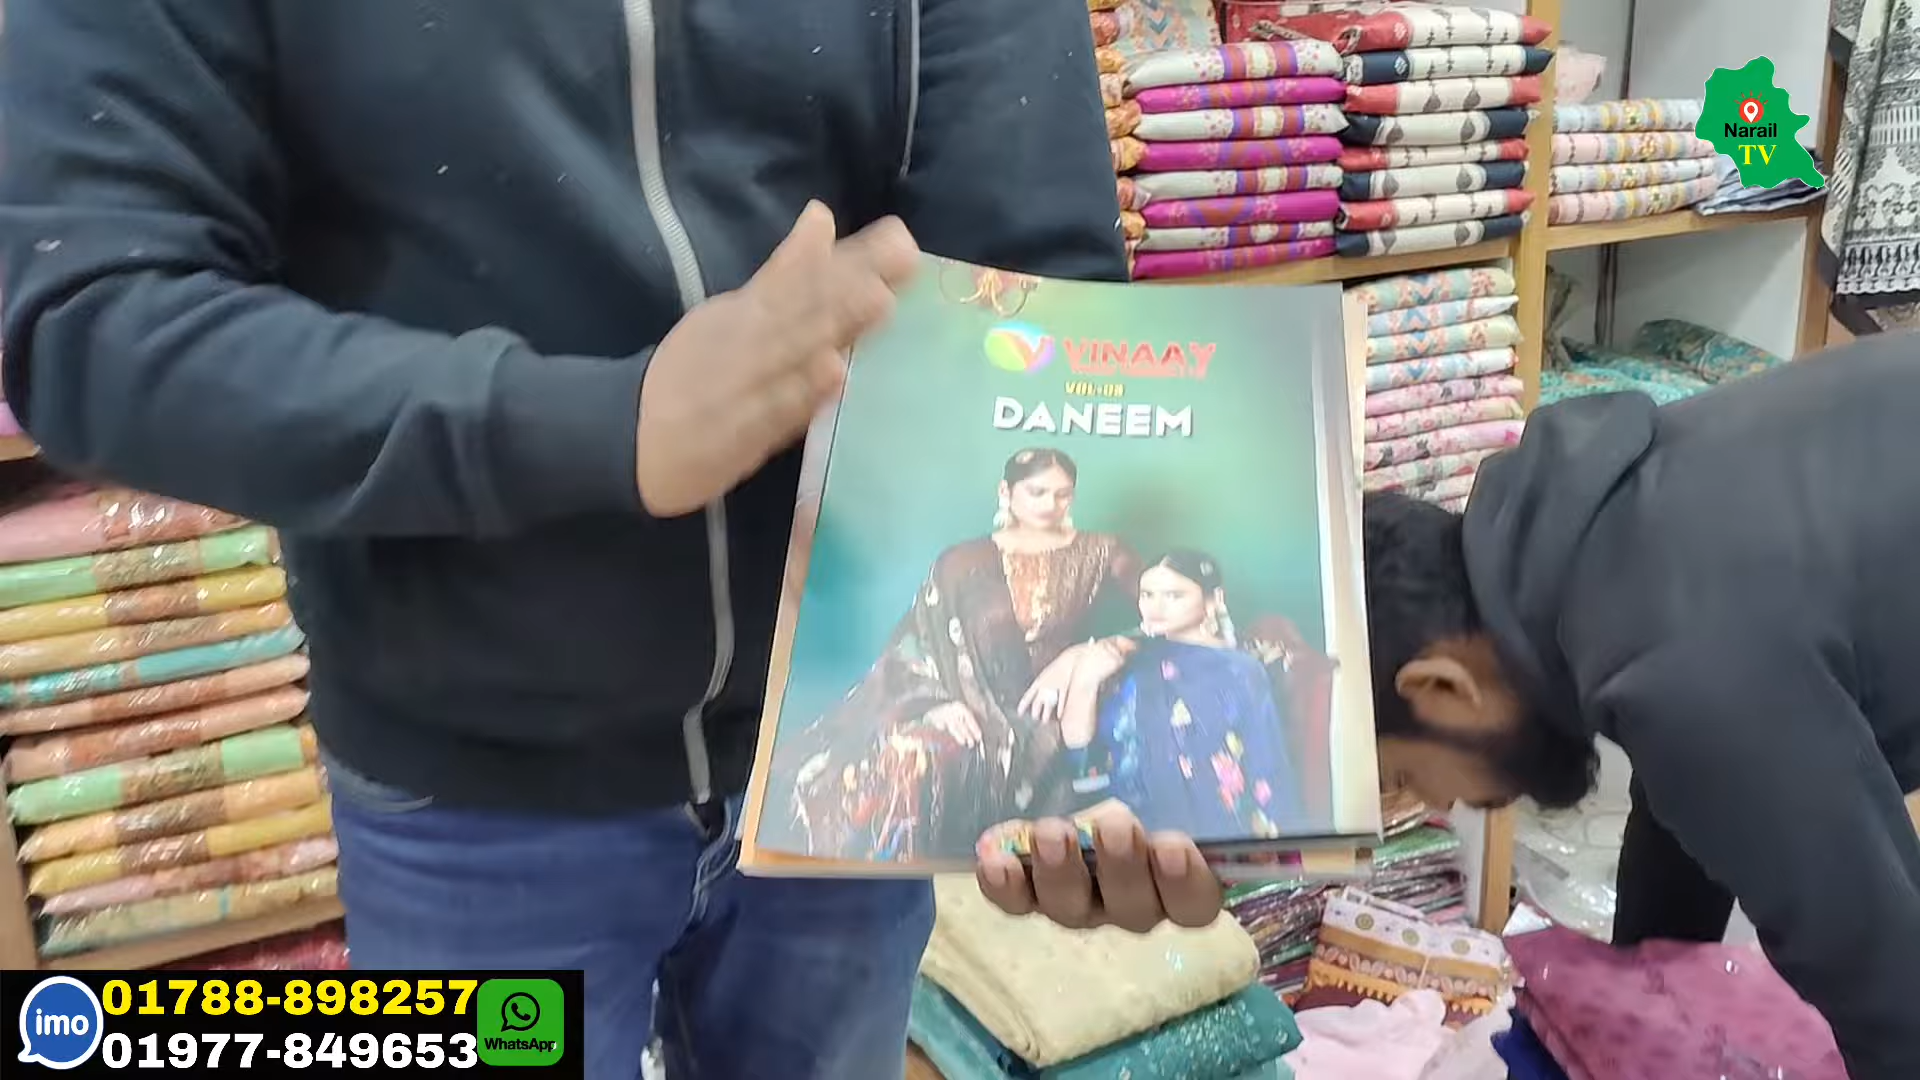 Narail
TV
VINAAY
DANEEM
imo
01788-898257
01977-849653
WhatsApp